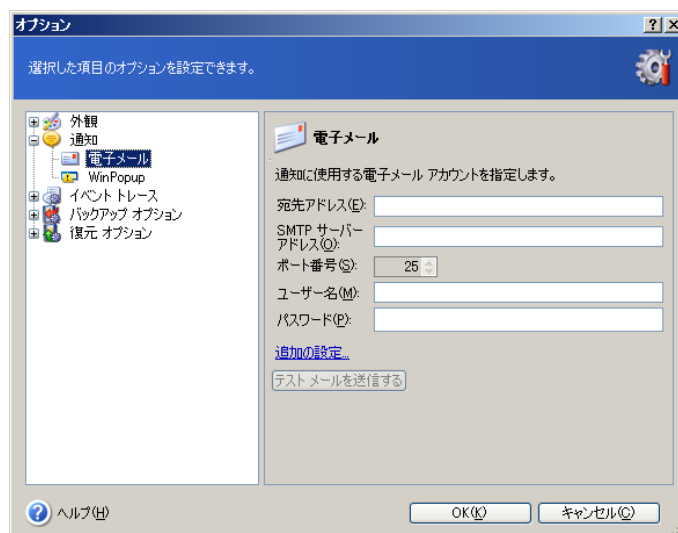 オプション
選択した項目のオプションを設定できます。
外観
通知
電子メール
WinPopup
イベント トレース
バックアップ オプション
復元 オプション
電子メール
通知に使用する電子メール アカウントを指定します。
宛先アドレス(E):
SMTP サーバー
アドレス(O):
ポート番号(S):
25
ユーザー名(M):
パスワード(P):
追加の設定...
テスト メールを送信する
ヘルプ(H)
OK(K)
キャンセル(C)